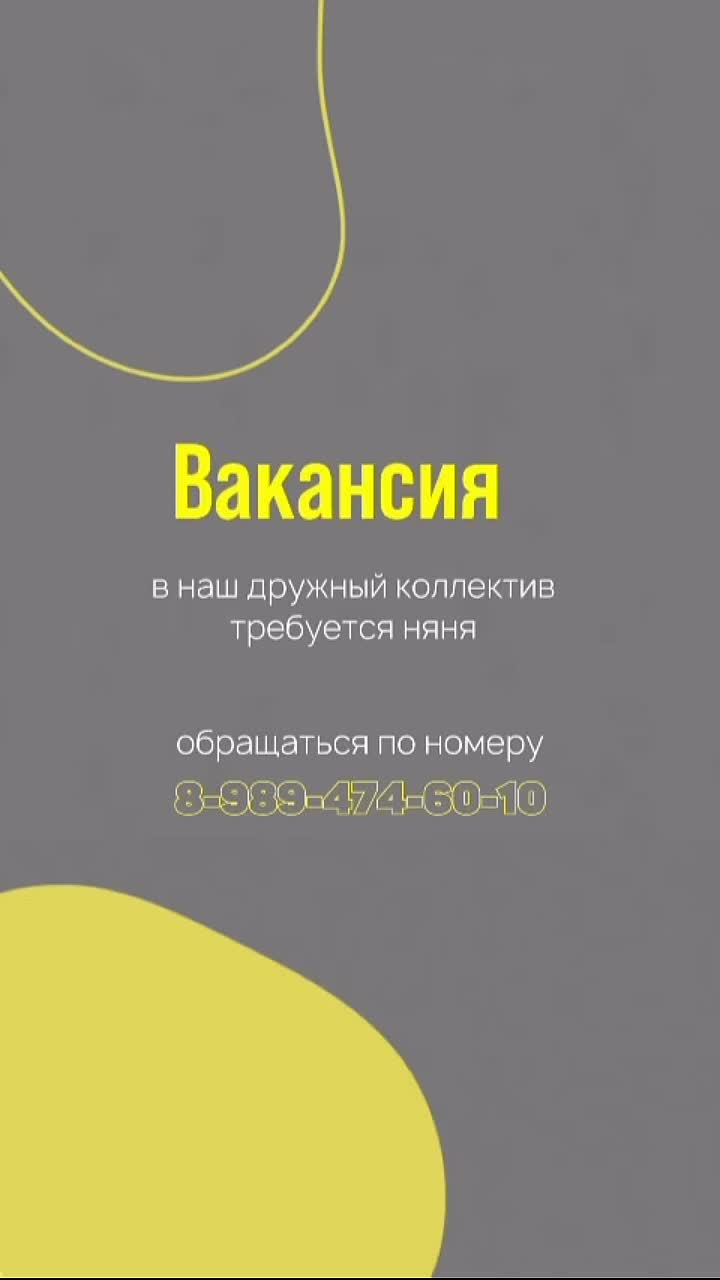 Вакансия
в наш дружный коллектив
требуется няня
обращаться по номеру
8-989-474-60-10